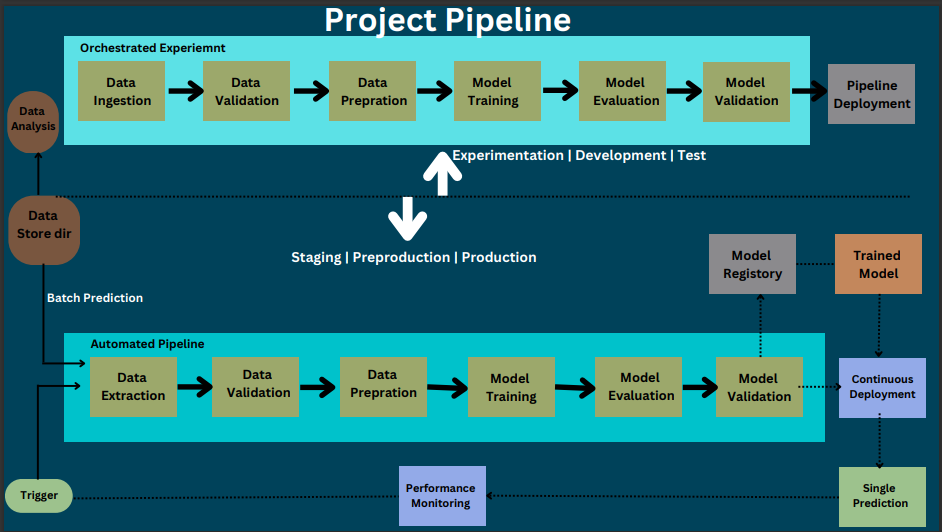 Project Pipeline
Orchestrated Experiemnt
Data
Ingestion
Data
Validation
Data
Prepration
Model
Training
Model
Evaluation
Model
Validation
Pipeline
Deployment
Data
Analysis
Experimentation | Development | Test
Data
Store dir
Staging | Preproduction | Production
Model
Registory
Trained
Model
Batch Prediction
Automated Pipeline
Data
Extraction
Data
Validation
Data
Prepration
Model
Training
Model
Evaluation
Model
Validation
Continuous
Deployment
Trigger
Performance
Monitoring
Single
Prediction